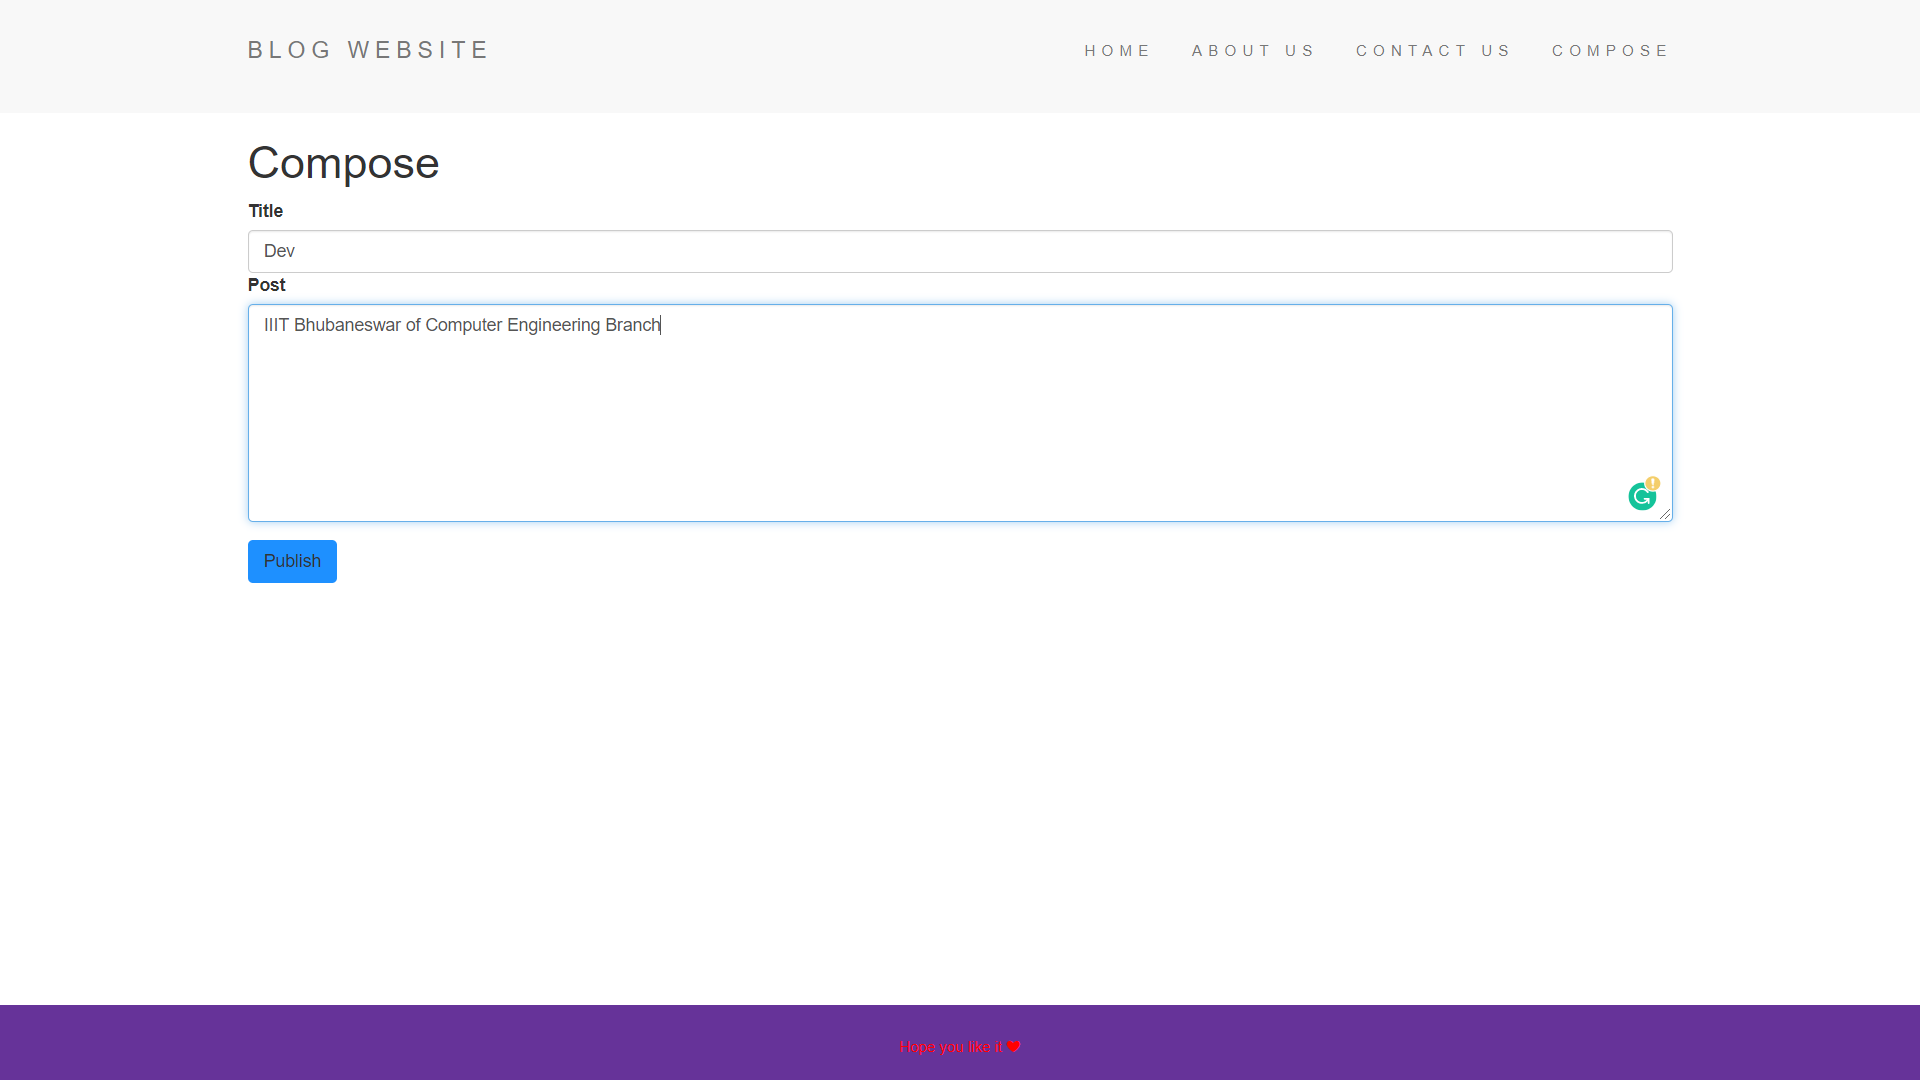 BLOG WEBSITE
HOME ABOUT US CONTACT US COMPOSE
Compose
Title
Dev
Post
IIIT Bhubaneswar of Computer Engineering Branch
Publish
Hope you like it ❤